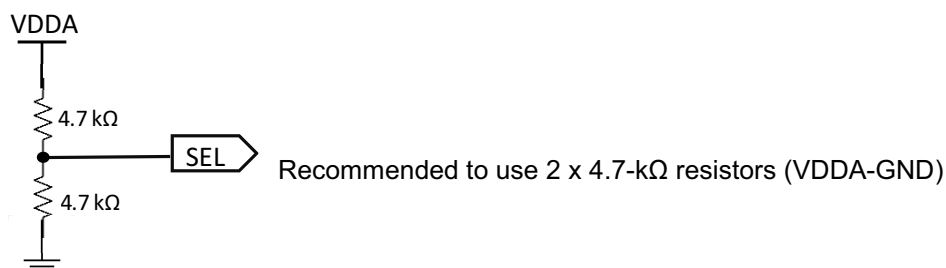 VDDA
4.7 kΩ
SEL
Recommended to use 2 x 4.7-kΩ resistors (VDDA-GND)
4.7 kΩ